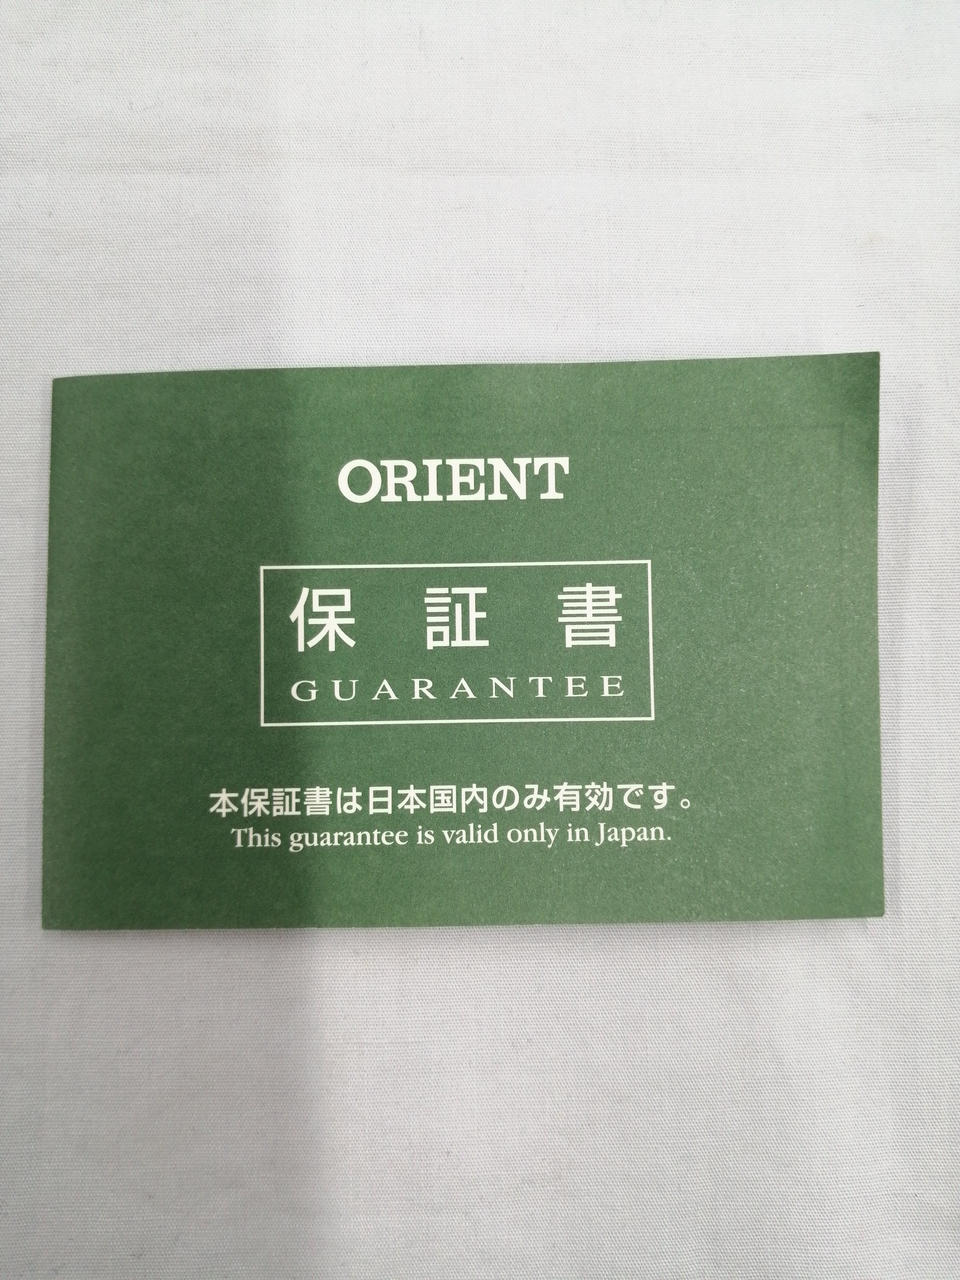 ORIENT
保証書
GUARANTEE
本保証書は日本国内のみ有効です。
This guarantee is valid only in Japan.